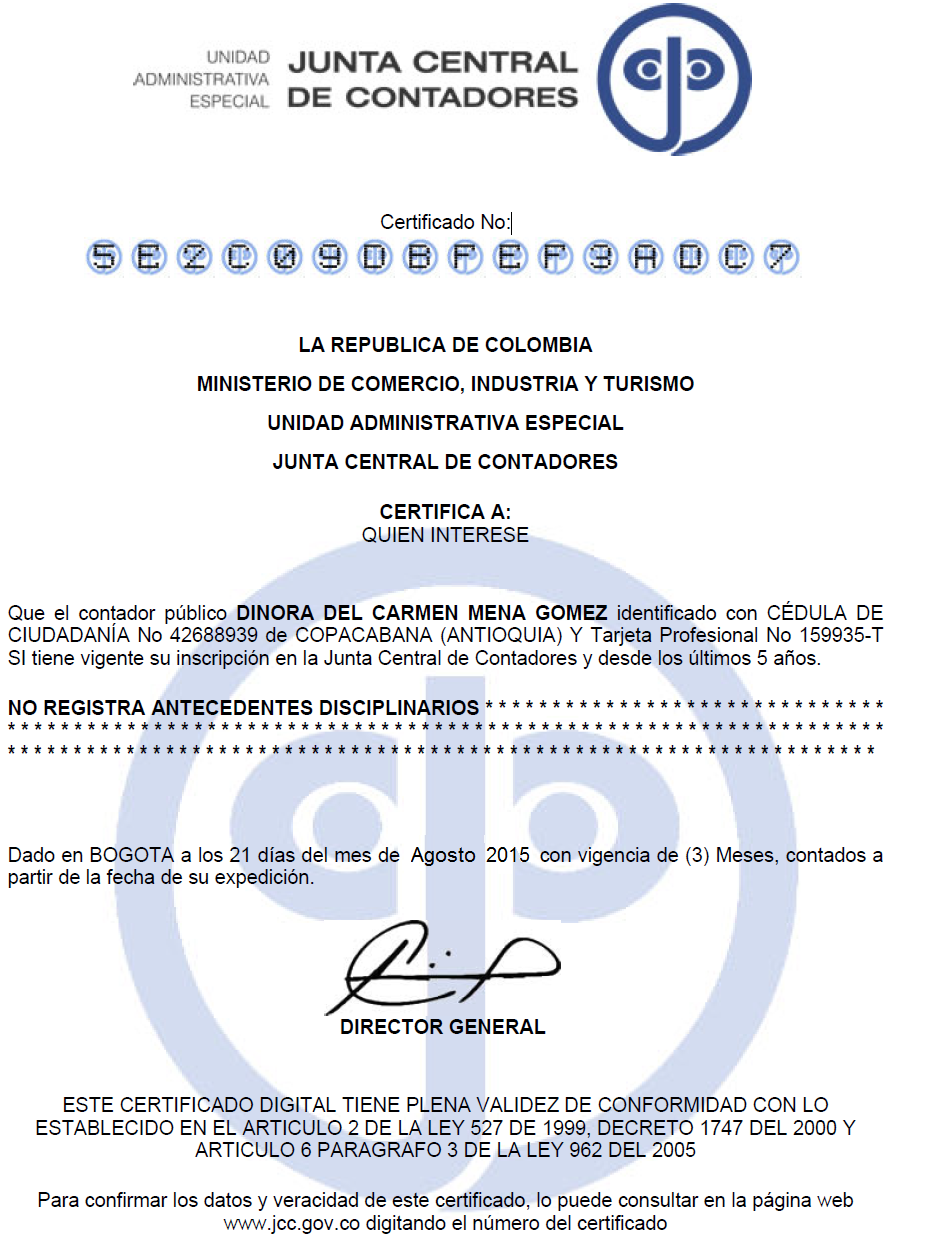 UNIDAD
ADMINISTRATIVA
ESPECIAL
JUNTA CENTRAL
DE CONTADORES
Certificado No:
5E2C09DBFEF3ADC7
LA REPUBLICA DE COLOMBIA
MINISTERIO DE COMERCIO, INDUSTRIA Y TURISMO
UNIDAD ADMINISTRATIVA ESPECIAL
JUNTA CENTRAL DE CONTADORES
CERTIFICA A:
QUIEN INTERESE
Que el contador público DINORA DEL CARMEN MENA GOMEZ identificado con CÉDULA DE
CIUDADANÍA No 42688939 de COPACABANA (ANTIOQUIA) Y Tarjeta Profesional No 159935-T
SI tiene vigente su inscripción en la Junta Central de Contadores y desde los últimos 5 años.
NO REGISTRA ANTECEDENTES DISCIPLINARIOS * * * * * * * * * * * * * * * * * * * * * * * * * * * * * *
* * * * * * * * * * * * * * * * * * * * * * * * * * * * * * * * * * * * * * * * * * * * * * * * * * * * * * * * * * * * * * * * * *
* * * * * * * * * * * * * * * * * * * * * * * * * * * * * * * * * * * * * * * * * * * * * * * * * * * * * * * * * * * * * * * * * *
Dado en BOGOTA a los 21 días del mes de Agosto 2015 con vigencia de (3) Meses, contados a
partir de la fecha de su expedición.
DIRECTOR GENERAL
ESTE CERTIFICADO DIGITAL TIENE PLENA VALIDEZ DE CONFORMIDAD CON LO
ESTABLECIDO EN EL ARTICULO 2 DE LA LEY 527 DE 1999, DECRETO 1747 DEL 2000 Y
ARTICULO 6 PARAGRAFO 3 DE LA LEY 962 DEL 2005
Para confirmar los datos y veracidad de este certificado, lo puede consultar en la página web
www.jcc.gov.co digitando el número del certificado